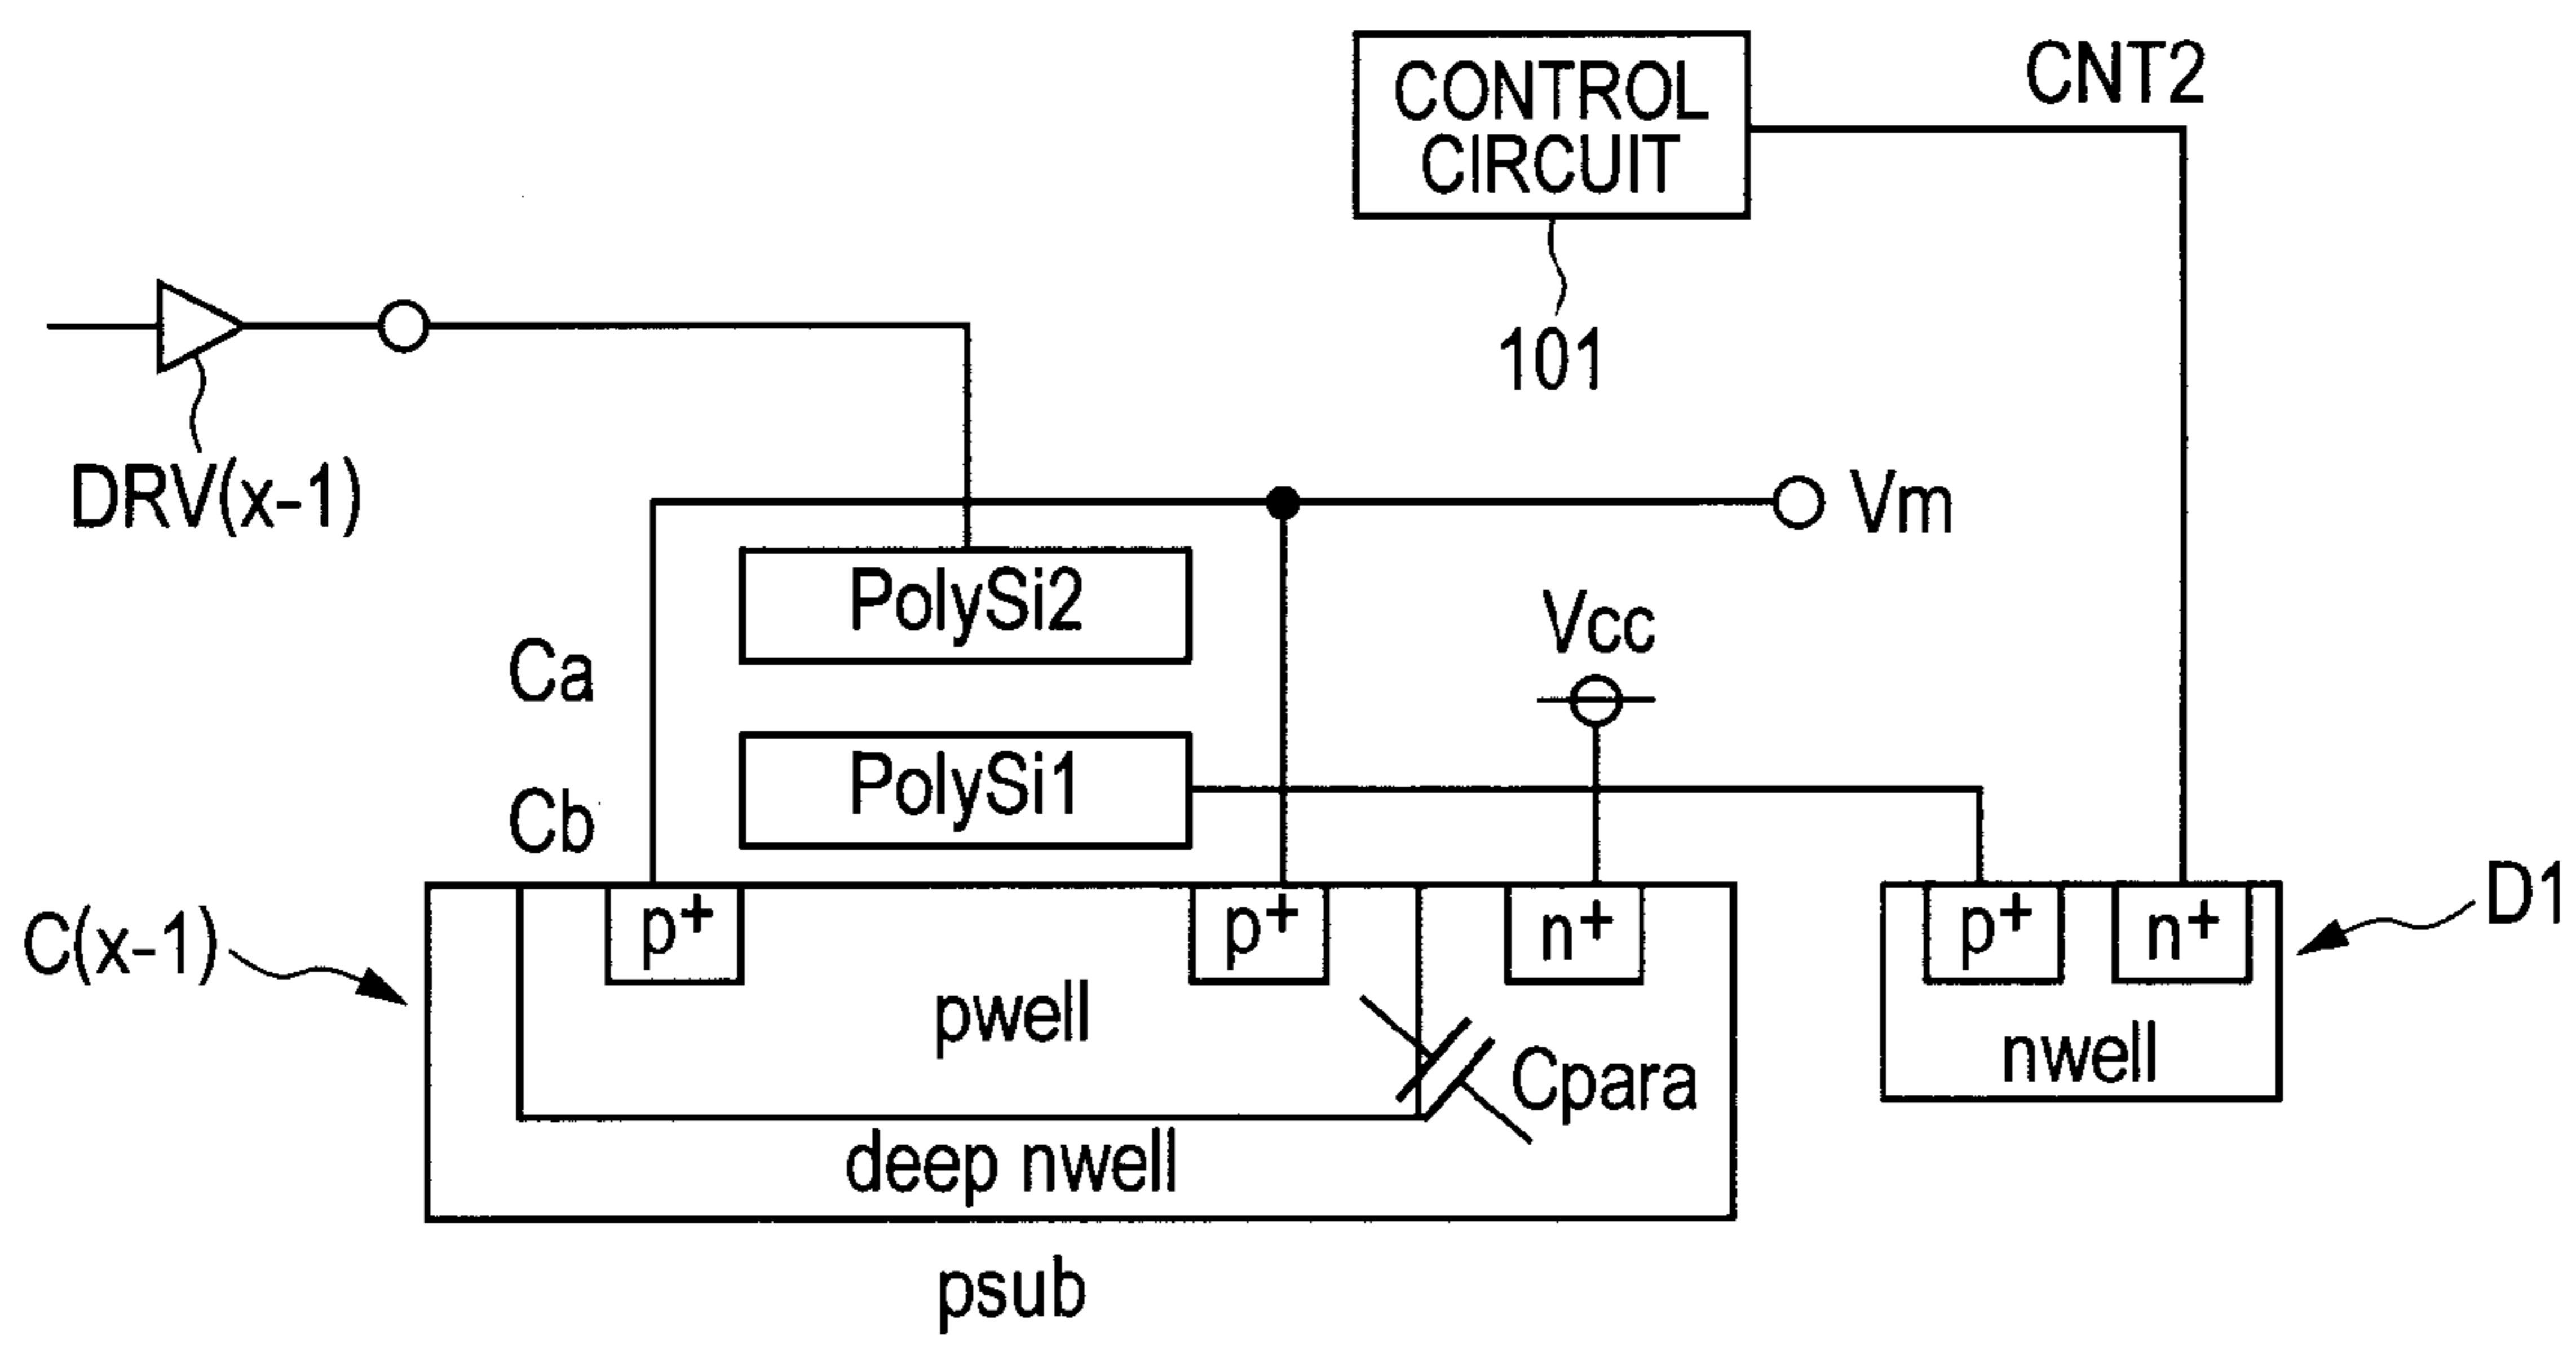 CONTROL
CIRCUIT
CNT2
101
DRV(x-1)
Vm
PolySi2
Vcc
Ca
PolySi1
Cb
C(x-1)
p+
p+
n+
p+
n+
D1
pwell
nwell
Cpara
deep nwell
psub